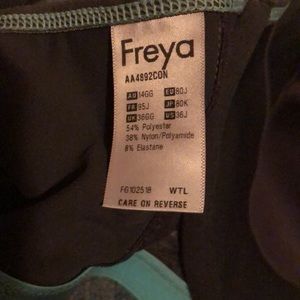 Freya
AA4892CON
AU 14GG EU 80J
FR 95J JP 80K
UK 36GG US 36J
54% Polyester
38% Nylon/Polyamide
8% Elastane
FG102518 WTL
CARE ON REVERSE